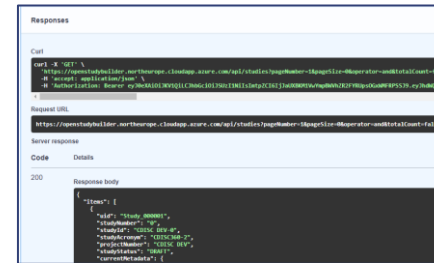 Responses
Curl
curl -X 'GET' \
'https://openstudybuilder.northeurope.cloudapp.azure.com/api/studies?pageNumber=1&pageSize=0&operator=and&totalCount=
-H 'accept: application/json' \
-H 'Authorization: Bearer
Request URL
https://openstudybuilder.northeurope.cloudapp.azure.com/api/studies?pageNumber=1&pageSize=0&operator=and&totalCount=fal
Server response
Code Details
200
Response body
{
"items": [
{
"uid": "Study_000001",
"studyNumber": "0",
"studyId": "CDISC DEV-0",
"studyAcronym": "CDISC360-2",
"projectNumber": "CDISC DEV",
"studyStatus": "DRAFT",
"currentMetadata": {